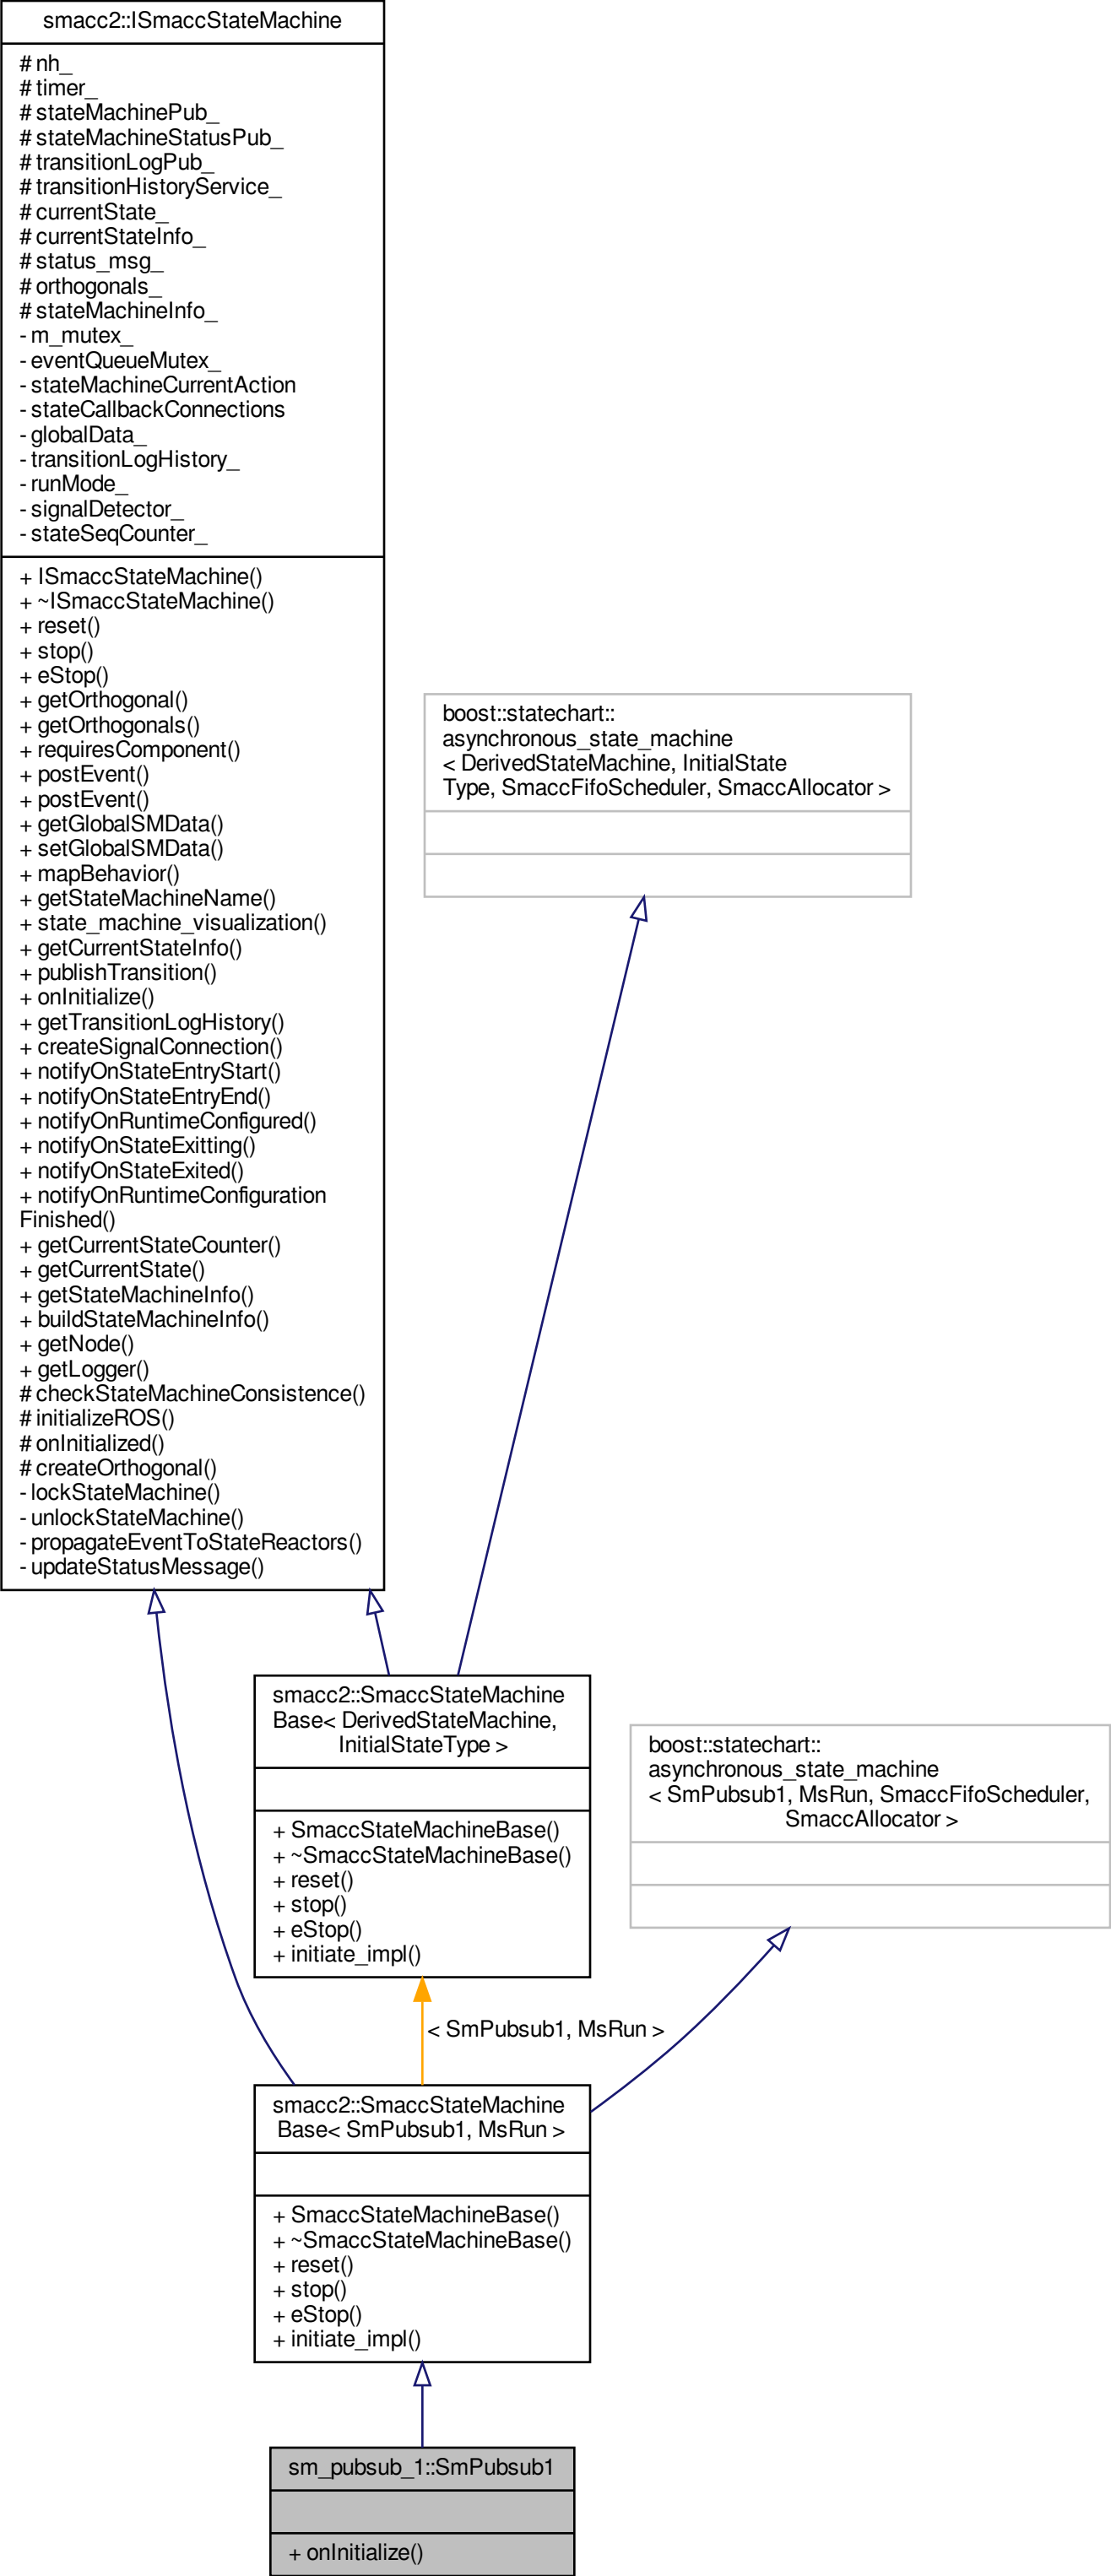 smacc2::ISmaccStateMachine
# nh_
# timer_
# stateMachinePub_
# stateMachineStatusPub_
# transitionLogPub_
# transitionHistoryService_
# currentState_
# currentStateInfo_
# status_msg_
# orthogonals_
# stateMachineInfo_
- m_mutex_
- eventQueueMutex_
- stateMachineCurrentAction
- stateCallbackConnections
- globalData_
- transitionLogHistory_
- runMode_
- signalDetector_
- stateSeqCounter_
+ ISmaccStateMachine()
+ ~ISmaccStateMachine()
+ reset()
+ stop()
+ eStop()
+ getOrthogonal()
+ getOrthogonals()
+ requiresComponent()
+ postEvent()
+ postEvent()
+ getGlobalSMData()
+ setGlobalSMData()
+ mapBehavior()
+ getStateMachineName()
+ state_machine_visualization()
+ getCurrentStateInfo()
+ publishTransition()
+ onInitialize()
+ getTransitionLogHistory()
+ createSignalConnection()
+ notifyOnStateEntryStart()
+ notifyOnStateEntryEnd()
+ notifyOnRuntimeConfigured()
+ notifyOnStateExitting()
+ notifyOnStateExited()
+ notifyOnRuntimeConfiguration
Finished()
+ getCurrentStateCounter()
+ getCurrentState()
+ getStateMachineInfo()
+ buildStateMachineInfo()
+ getNode()
+ getLogger()
# checkStateMachineConsistence()
# initializeROS()
# onInitialized()
# createOrthogonal()
- lockStateMachine()
- unlockStateMachine()
- propagateEventToStateReactors()
- updateStatusMessage()
boost::statechart::
asynchronous_state_machine
< DerivedStateMachine, InitialState
Type, SmaccFifoScheduler, SmaccAllocator >
smacc2::SmaccStateMachine
Base< DerivedStateMachine,
InitialStateType >
+ SmaccStateMachineBase()
+ ~SmaccStateMachineBase()
+ reset()
+ stop()
+ eStop()
+ initiate_impl()
boost::statechart::
asynchronous_state_machine
< SmPubsub1, MsRun, SmaccFifoScheduler,
SmaccAllocator >
< SmPubsub1, MsRun >
smacc2::SmaccStateMachine
Base< SmPubsub1, MsRun >
+ SmaccStateMachineBase()
+ ~SmaccStateMachineBase()
+ reset()
+ stop()
+ eStop()
+ initiate_impl()
sm_pubsub_1::SmPubsub1
+ onInitialize()